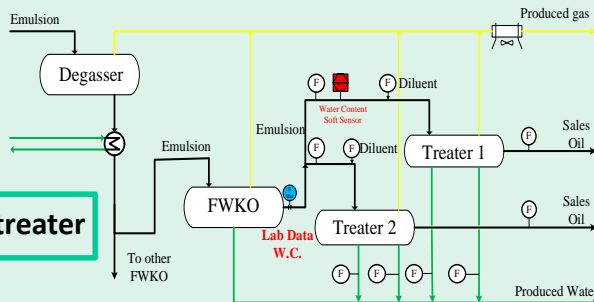 Emulsion
Produced gas
Degasser
F
F
Diluent
Water Content
Soft Sensor
Emulsion
Emulsion
F
F
Diluent
Treater 1
F
Sales
Oil
FWKO
Lab Data
W.C.
Treater 2
F
Sales
Oil
treater
To other
FWKO
F
F
F
F
Produced Water